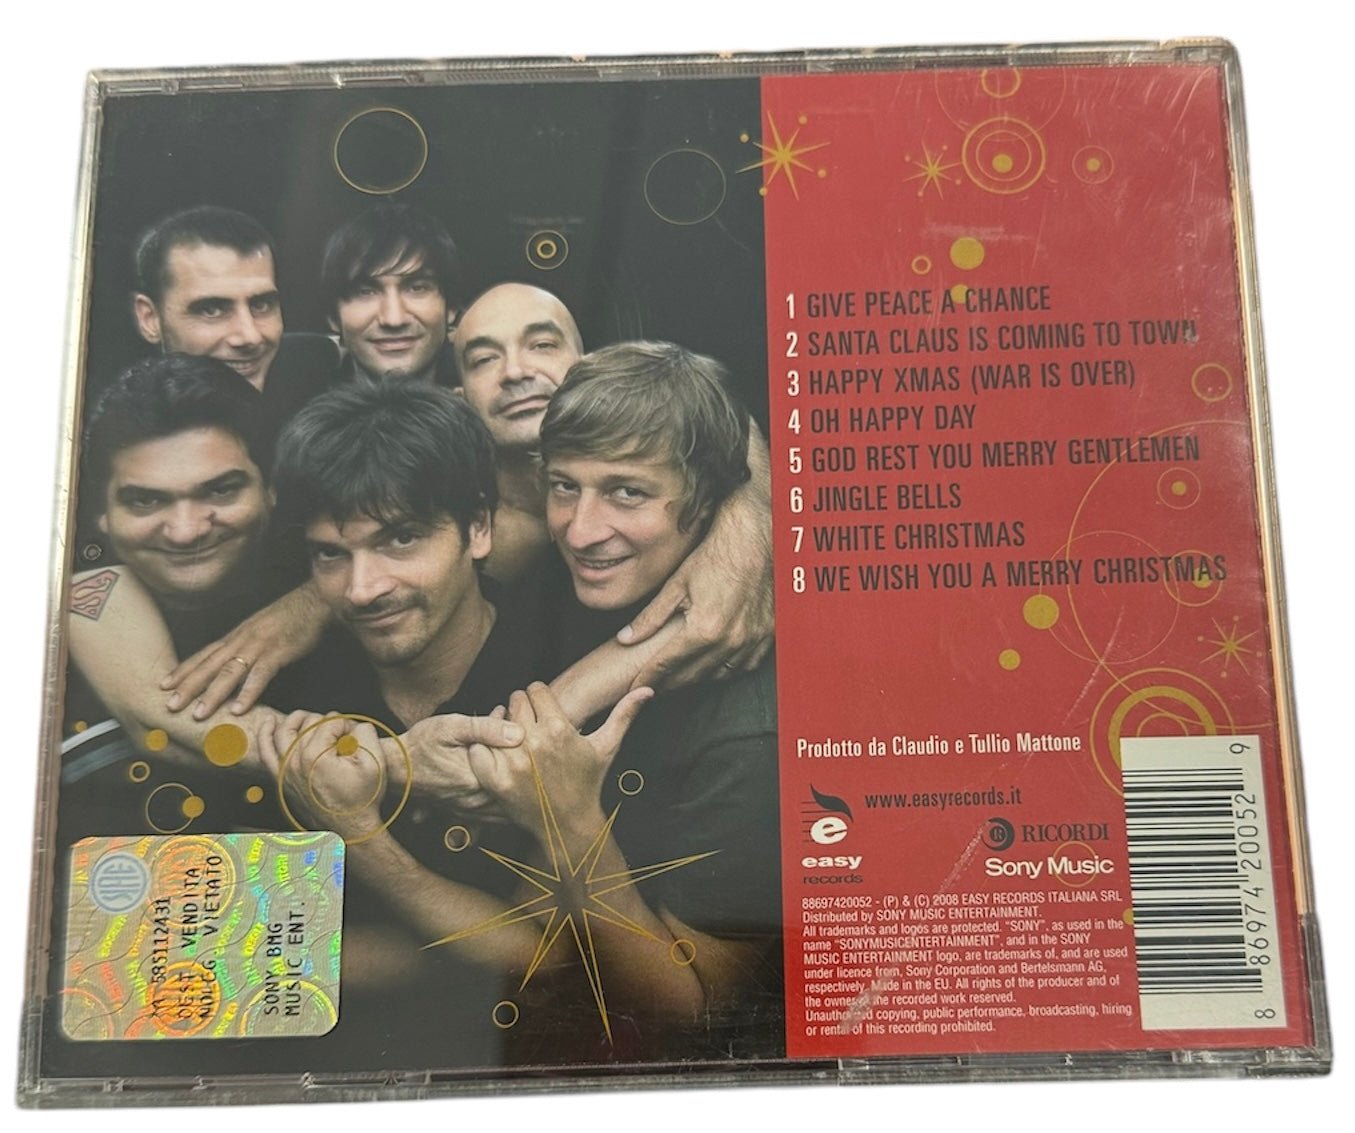 1 GIVE PEACE A CHANCE
2 SANTA CLAUS IS COMING TO TOWN
3 HAPPY XMAS (WAR IS OVER)
4 OH HAPPY DAY
5 GOD REST YOU MERRY GENTLEMEN
6 JINGLE BELLS
7 WHITE CHRISTMAS
8 WE WISH YOU A MERRY CHRISTMAS
Prodotto da Claudio e Tullio Mattone
e
easy
records
www.easyrecords.it
R RICORDI
Sony Music
88697420052 - (P) & (C) 2008 EASY RECORDS ITALIANA SRL
Distributed by SONY MUSIC ENTERTAINMENT.
All trademarks and logos are protected. "SONY", as used in the
name "SONYMUSICENTERTAINMENT", and in the SONY
MUSIC ENTERTAINMENT logo, are trademarks of, and are used
under licence from, Sony Corporation and Bertelsmann AG,
respectively. Made in the EU. All rights of the producer and of
the owner of the recorded work reserved.
Unauthorized copying, public performance, broadcasting, hiring
or rental of this recording prohibited.
8 86974 20052 9
SIAE
585112431
DEST. VENDITA
NOLEG. VIETATO
SONY BMG
MUSIC ENT.